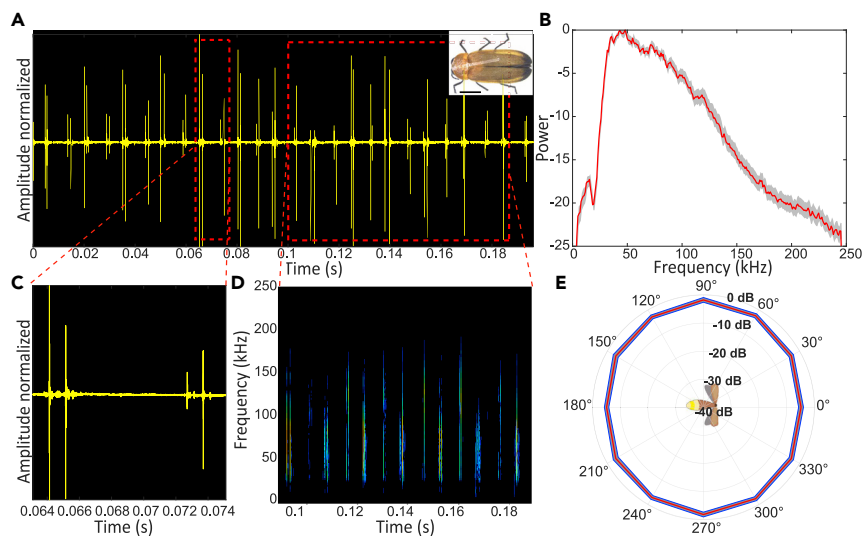 A
Amplitude normalized
0 0.02 0.04 0.06 0.08 0.1 0.12 0.14 0.16 0.18
Time (s)
B
Power
0
-5
-10
-15
-20
-25
0 50 100 150 200 250
Frequency (kHz)
C
Amplitude normalized
0.064 0.066 0.068 0.07 0.072 0.074
Time (s)
D
Frequency (kHz)
250
200
150
100
50
0
0.1 0.12 0.14 0.16 0.18
Time (s)
E
90°
120° 60°
150° 30°
180° 0°
210° 330°
240° 300°
270°
0 dB
-10 dB
-20 dB
-30 dB
-40 dB